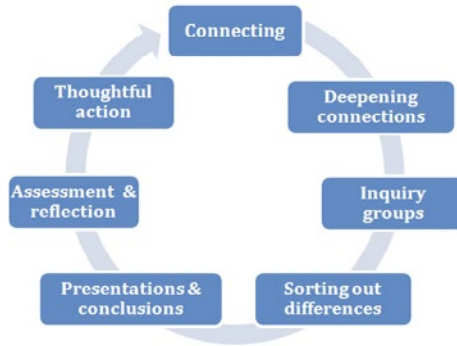 Connecting
Deepening
connections
Inquiry
groups
Sorting out
differences
Presentations &
conclusions
Assessment &
reflection
Thoughtful
action